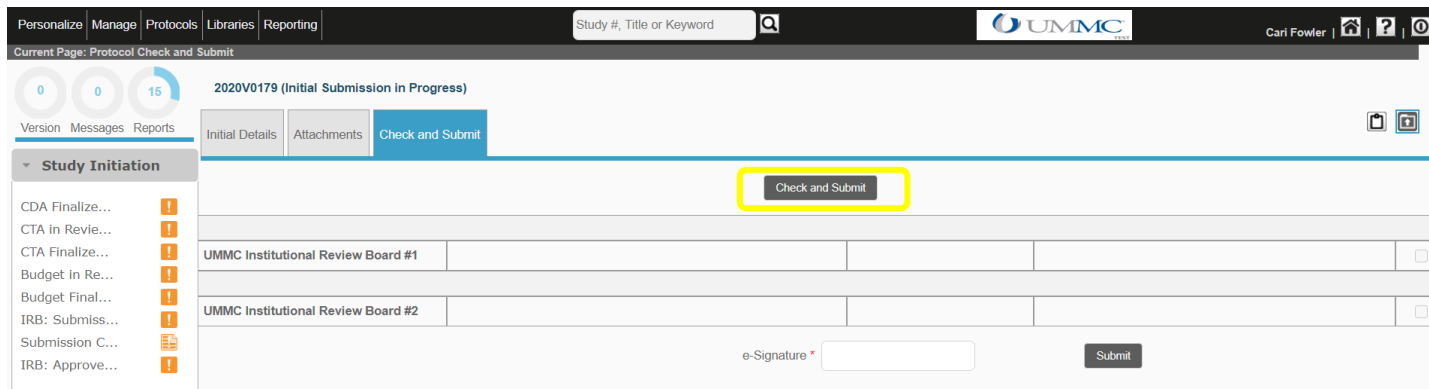 Personalize Manage Protocols Libraries Reporting Study #, Title or Keyword UMMC TEST Cari Fowler | | ? |
Current Page: Protocol Check and Submit
0 0 15
Version Messages Reports
2020V0179 (Initial Submission in Progress)
Initial Details Attachments Check and Submit
Study Initiation
Check and Submit
CDA Finalize... !
CTA in Revie... !
CTA Finalize... !
Budget in Re... !
Budget Final... !
IRB: Submiss... !
Submission C...
IRB: Approve... !
UMMC Institutional Review Board #1
UMMC Institutional Review Board #2
e-Signature * Submit